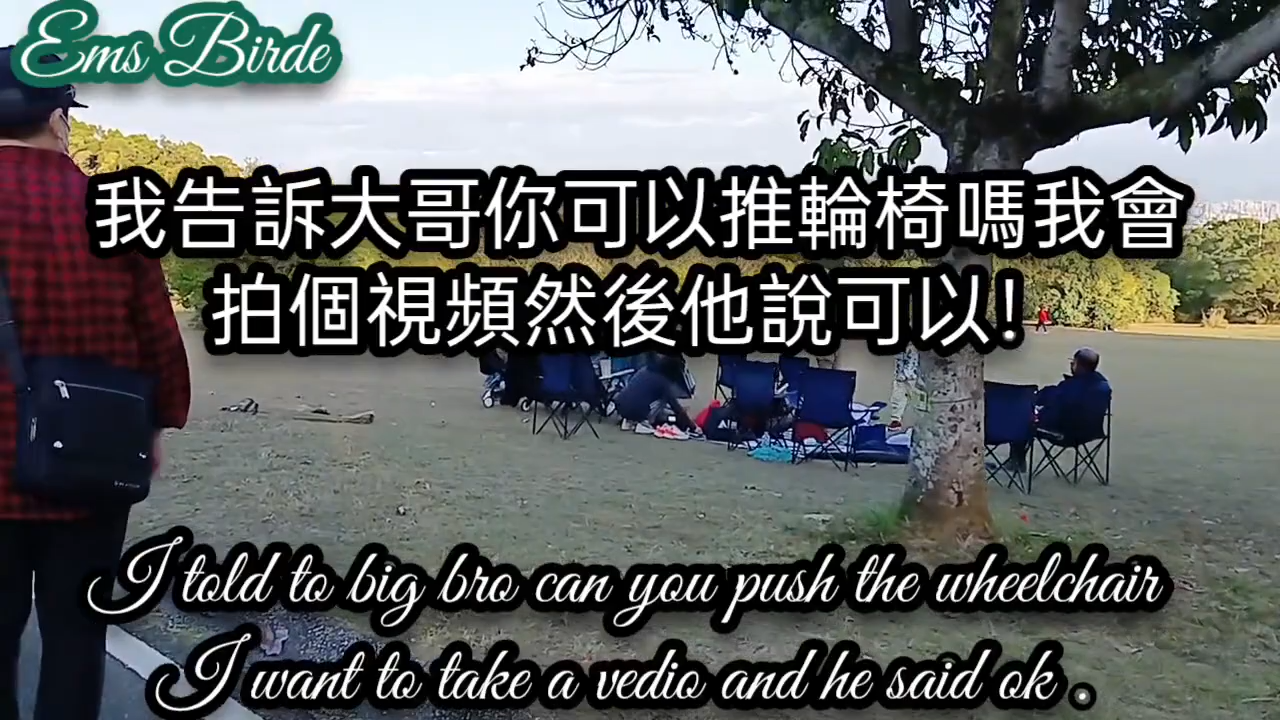 Ems Birde
我告訴大哥你可以推輪椅嗎我會
拍個視頻然後他說可以!
I told to big bro can you push the wheelchair
I want to take a vedio and he said ok .